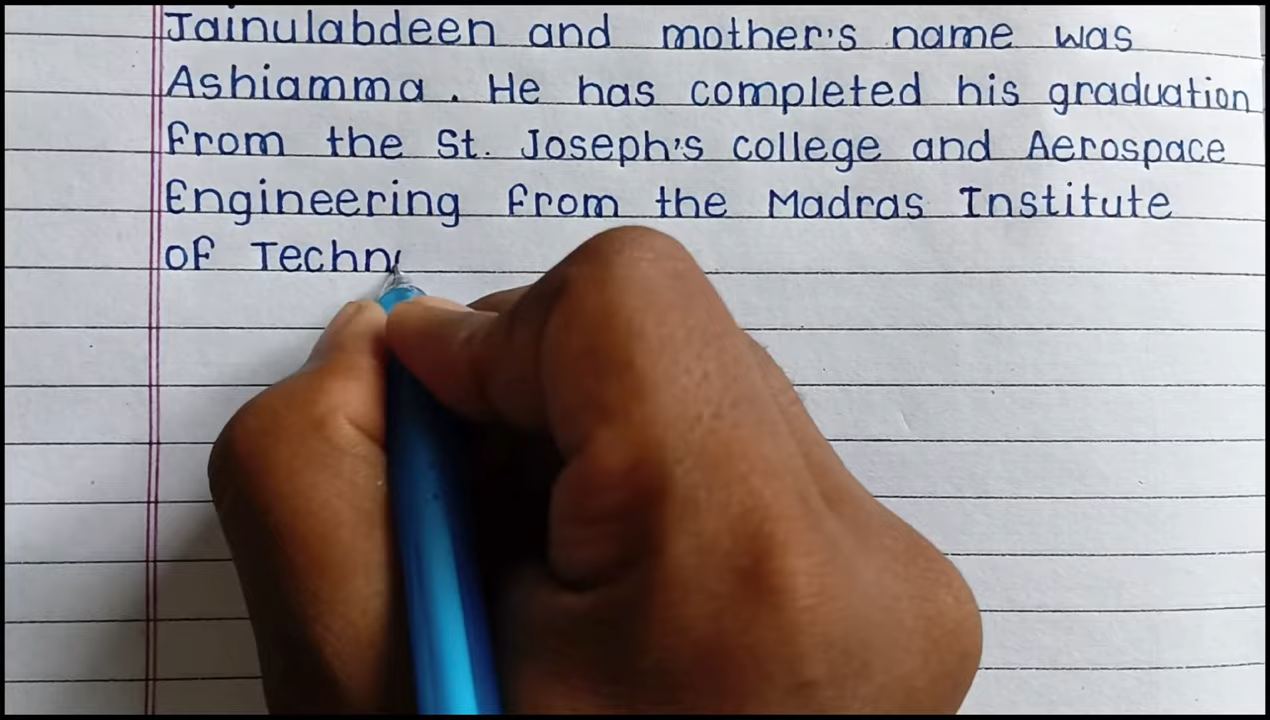 Jainulabdeen and mother's name was
Ashiamma. He has completed his graduation
from the St. Joseph's college and Aerospace
Engineering from the Madras Institute
of Techn